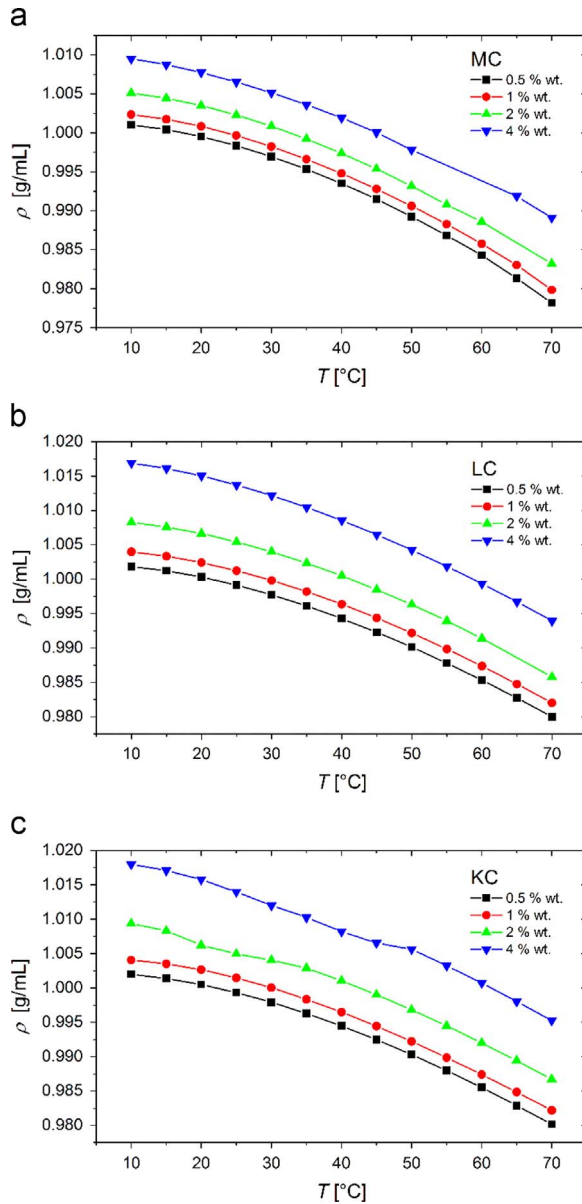 a
MC
0.5 % wt.
1 % wt.
2 % wt.
4 % wt.
1.010
1.005
1.000
0.995
0.990
0.985
0.980
0.975
ρ [g/mL]
10 20 30 40 50 60 70
T [°C]
b
LC
0.5 % wt.
1 % wt.
2 % wt.
4 % wt.
1.020
1.015
1.010
1.005
1.000
0.995
0.990
0.985
0.980
ρ [g/mL]
10 20 30 40 50 60 70
T [°C]
c
KC
0.5 % wt.
1 % wt.
2 % wt.
4 % wt.
1.020
1.015
1.010
1.005
1.000
0.995
0.990
0.985
0.980
ρ [g/mL]
10 20 30 40 50 60 70
T [°C]